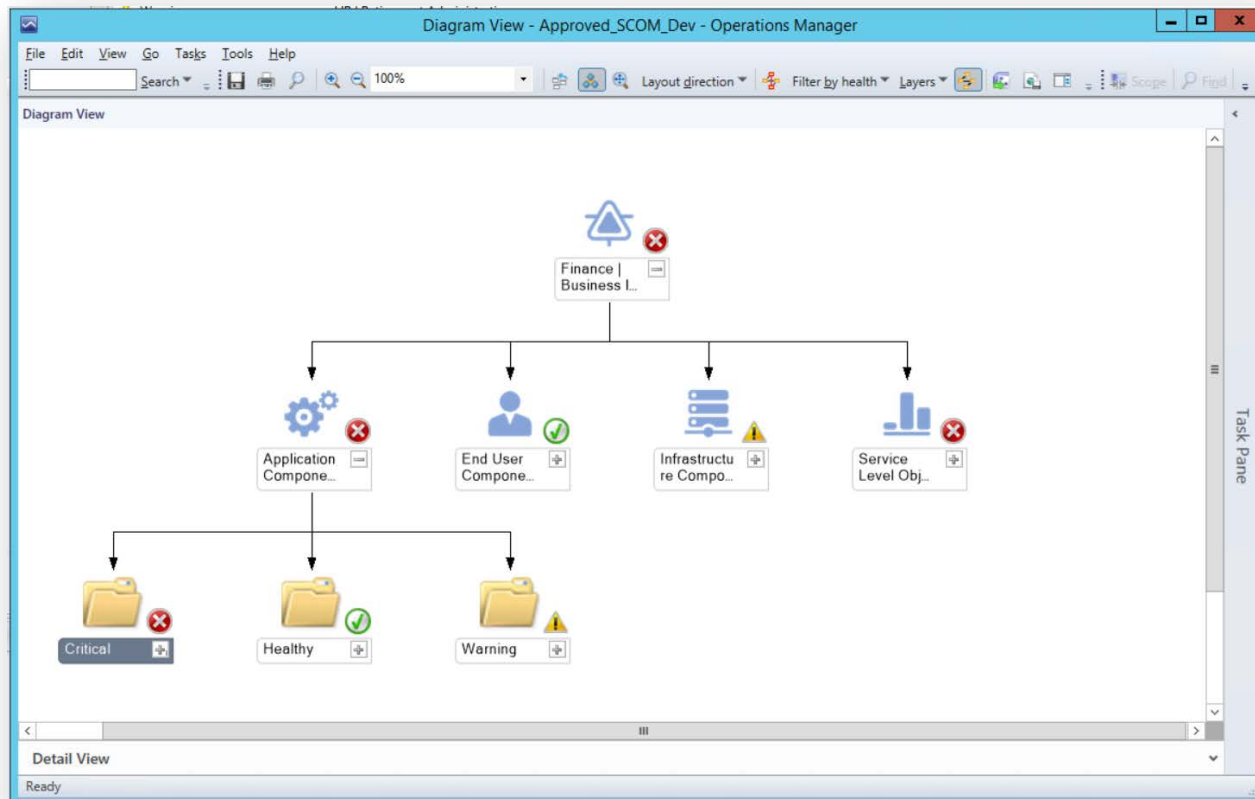 Diagram View - Approved_SCOM_Dev - Operations Manager
File Edit View Go Tasks Tools Help
Search 100% Layout direction Filter by health Layers Scope Find
Diagram View
Task Pane
Finance |
Business I...
Application
Compone...
End User
Compone...
Infrastructu
re Compo...
Service
Level Obj...
Critical
Healthy
Warning
Detail View
Ready